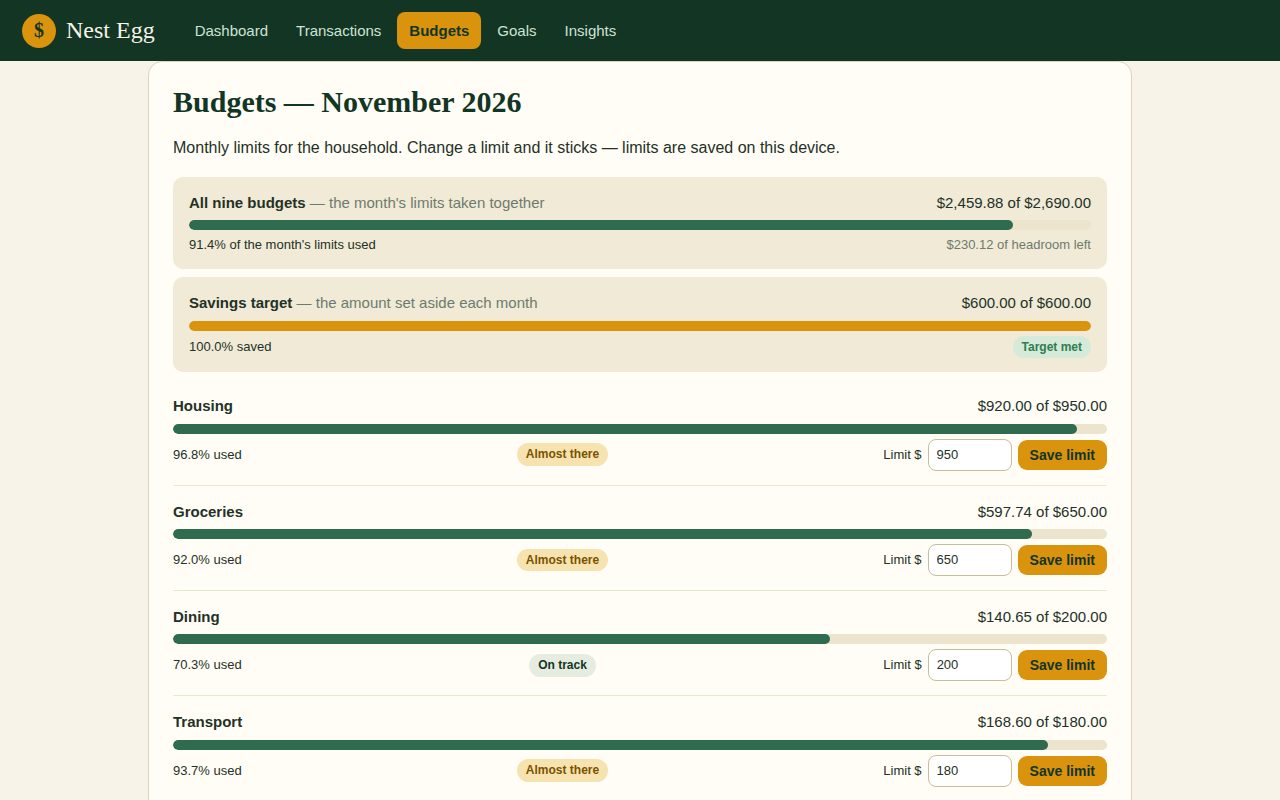 $ Nest Egg Dashboard Transactions Budgets Goals Insights
Budgets — November 2026
Monthly limits for the household. Change a limit and it sticks — limits are saved on this device.
All nine budgets — the month's limits taken together $2,459.88 of $2,690.00
91.4% of the month's limits used $230.12 of headroom left
Savings target — the amount set aside each month $600.00 of $600.00
100.0% saved Target met
Housing $920.00 of $950.00
96.8% used Almost there Limit $ 950 Save limit
Groceries $597.74 of $650.00
92.0% used Almost there Limit $ 650 Save limit
Dining $140.65 of $200.00
70.3% used On track Limit $ 200 Save limit
Transport $168.60 of $180.00
93.7% used Almost there Limit $ 180 Save limit